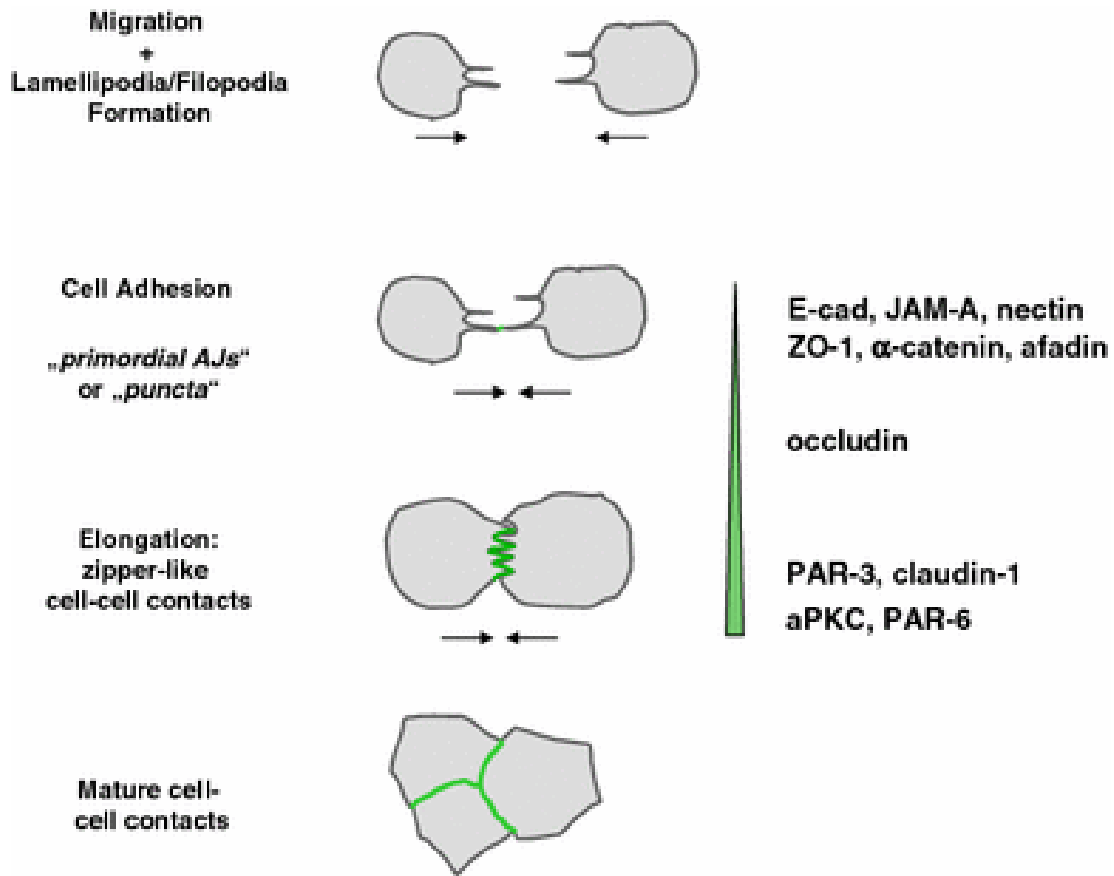 Migration
+
Lamellipodia/Filopodia
Formation
Cell Adhesion
„primordial AJs“
or „puncta“
E-cad, JAM-A, nectin
ZO-1, α-catenin, afadin
occludin
Elongation:
zipper-like
cell-cell contacts
PAR-3, claudin-1
aPKC, PAR-6
Mature cell-
cell contacts